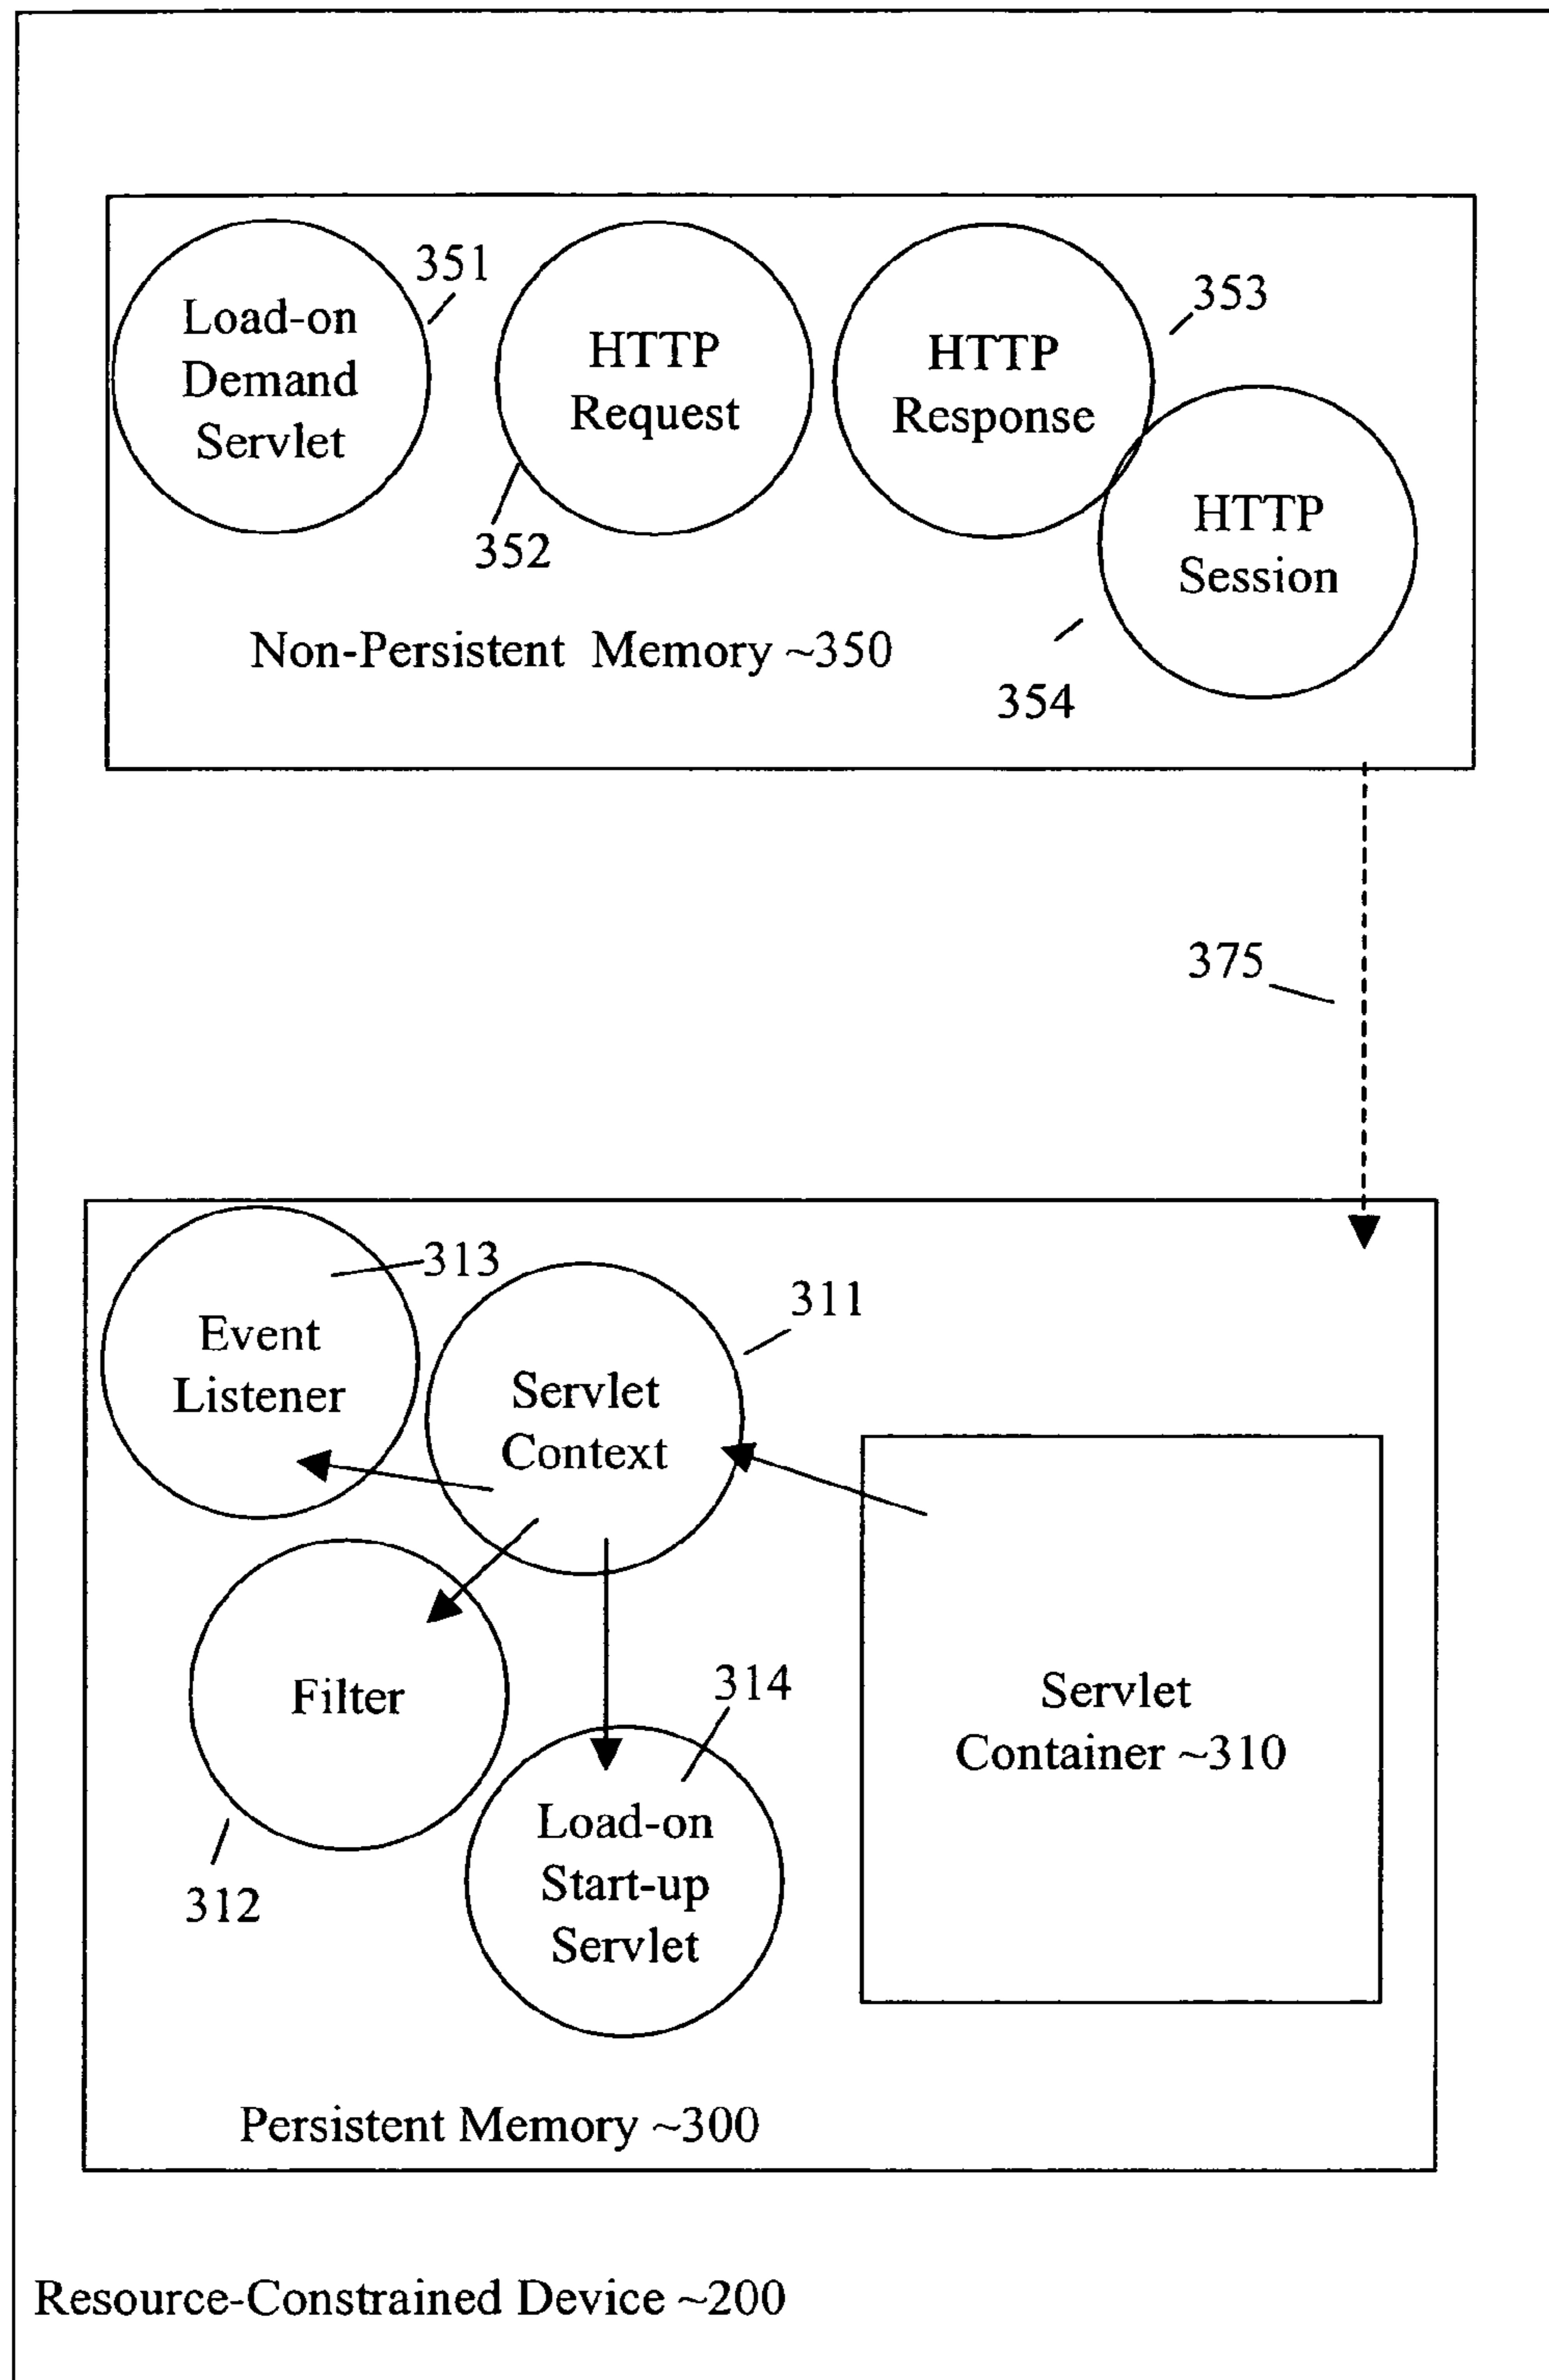 351
353
Load-on
Demand
Servlet
HTTP
Request
HTTP
Response
352
HTTP
Session
Non-Persistent Memory ~350
354
375
313
311
Event
Listener
Servlet
Context
Filter
314
Servlet
Container ~310
Load-on
Start-up
Servlet
312
Persistent Memory ~300
Resource-Constrained Device ~200